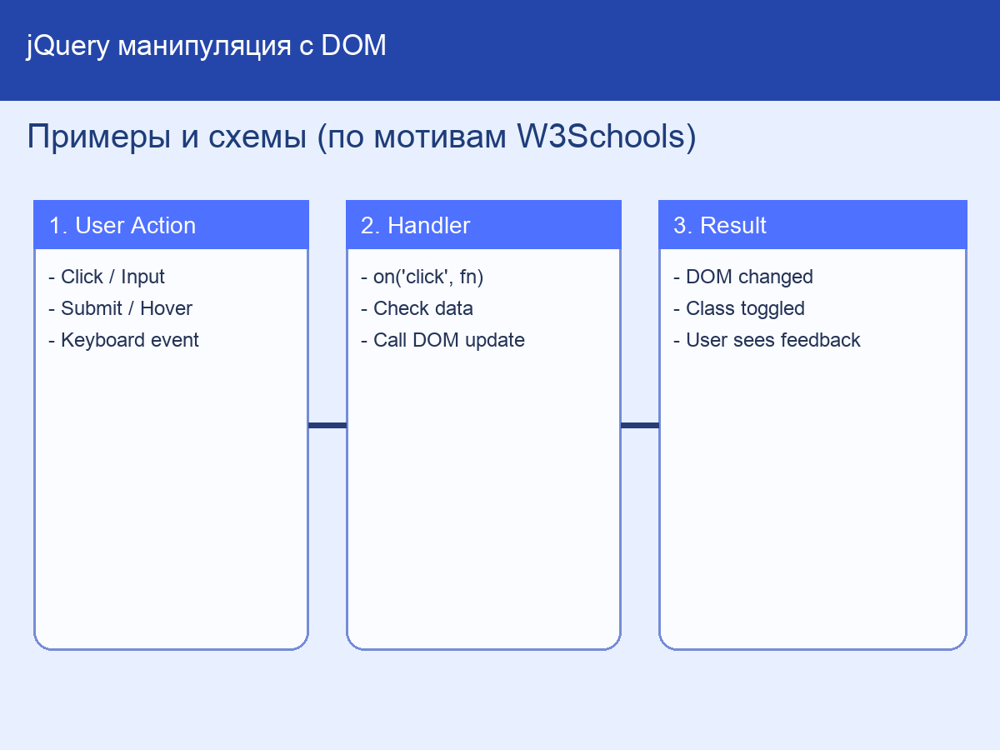 jQuery манипуляция с DOM
Примеры и схемы (по мотивам W3Schools)
1. User Action
- Click / Input
- Submit / Hover
- Keyboard event
2. Handler
- on('click', fn)
- Check data
- Call DOM update
3. Result
- DOM changed
- Class toggled
- User sees feedback